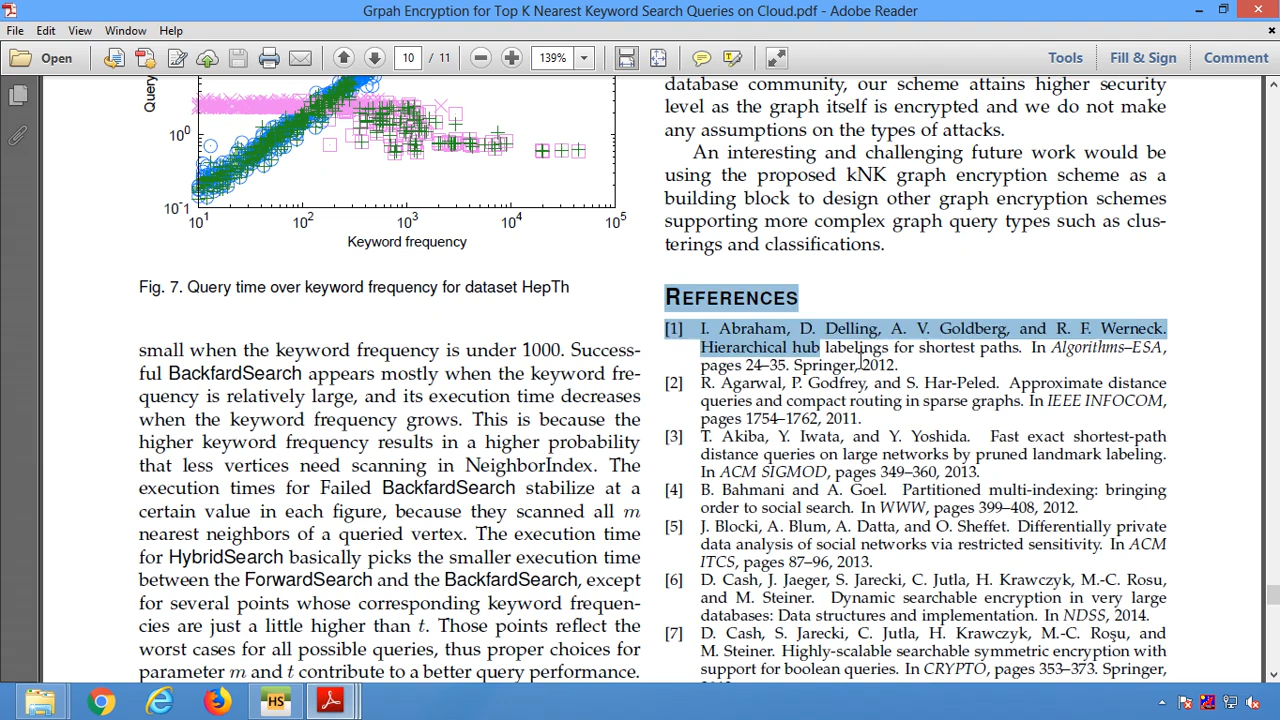 Grpah Encryption for Top K Nearest Keyword Search Queries on Cloud.pdf - Adobe Reader
File Edit View Window Help
Open
10 / 11
139%
Tools
Fill & Sign
Comment
Query
10^0
10^-1
10^1 10^2 10^3 10^4 10^5
Keyword frequency
Fig. 7. Query time over keyword frequency for dataset HepTh
small when the keyword frequency is under 1000. Success-
ful BackfardSearch appears mostly when the keyword fre-
quency is relatively large, and its execution time decreases
when the keyword frequency grows. This is because the
higher keyword frequency results in a higher probability
that less vertices need scanning in NeighborIndex. The
execution times for Failed BackfardSearch stabilize at a
certain value in each figure, because they scanned all m
nearest neighbors of a queried vertex. The execution time
for HybridSearch basically picks the smaller execution time
between the ForwardSearch and the BackfardSearch, except
for several points whose corresponding keyword frequen-
cies are just a little higher than t. Those points reflect the
worst cases for all possible queries, thus proper choices for
parameter m and t contribute to a better query performance.
database community, our scheme attains higher security
level as the graph itself is encrypted and we do not make
any assumptions on the types of attacks.
An interesting and challenging future work would be
using the proposed kNK graph encryption scheme as a
building block to design other graph encryption schemes
supporting more complex graph query types such as clus-
terings and classifications.
REFERENCES
[1] I. Abraham, D. Delling, A. V. Goldberg, and R. F. Werneck.
Hierarchical hub labelings for shortest paths. In Algorithms–ESA,
pages 24–35. Springer, 2012.
[2] R. Agarwal, P. Godfrey, and S. Har-Peled. Approximate distance
queries and compact routing in sparse graphs. In IEEE INFOCOM,
pages 1754–1762, 2011.
[3] T. Akiba, Y. Iwata, and Y. Yoshida. Fast exact shortest-path
distance queries on large networks by pruned landmark labeling.
In ACM SIGMOD, pages 349–360, 2013.
[4] B. Bahmani and A. Goel. Partitioned multi-indexing: bringing
order to social search. In WWW, pages 399–408, 2012.
[5] J. Blocki, A. Blum, A. Datta, and O. Sheffet. Differentially private
data analysis of social networks via restricted sensitivity. In ACM
ITCS, pages 87–96, 2013.
[6] D. Cash, J. Jaeger, S. Jarecki, C. Jutla, H. Krawczyk, M.-C. Rosu,
and M. Steiner. Dynamic searchable encryption in very large
databases: Data structures and implementation. In NDSS, 2014.
[7] D. Cash, S. Jarecki, C. Jutla, H. Krawczyk, M.-C. Roşu, and
M. Steiner. Highly-scalable searchable symmetric encryption with
support for boolean queries. In CRYPTO, pages 353–373. Springer,
HS